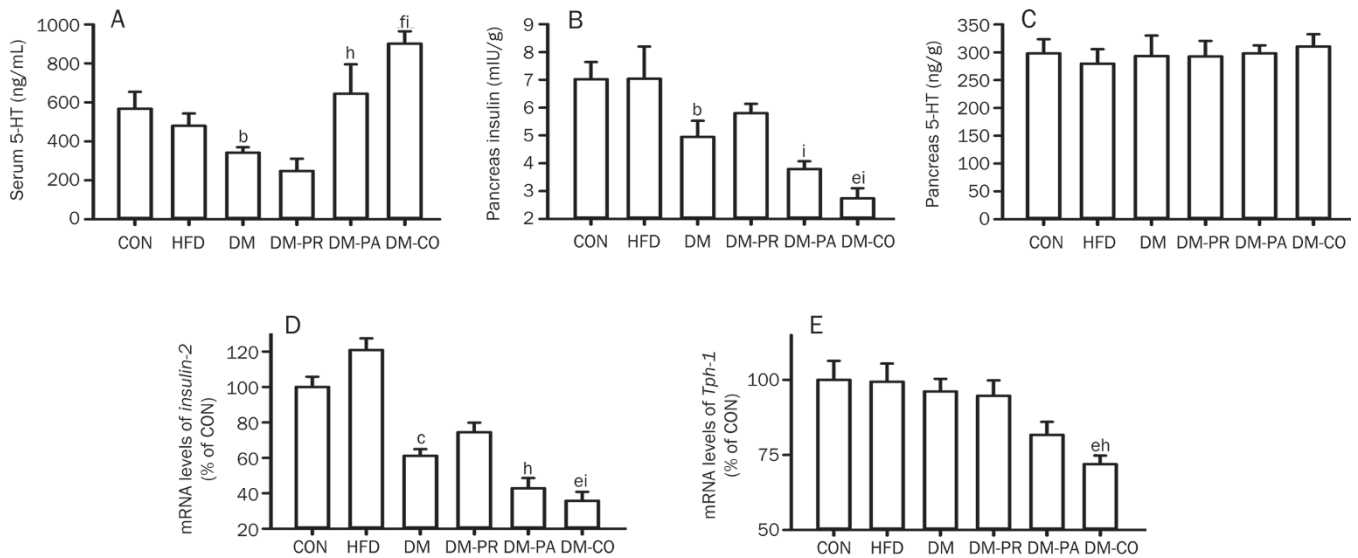 A
Serum 5-HT (ng/mL)
1000
800
600
400
200
0
b
h
fi
CON HFD DM DM-PR DM-PA DM-CO
B
Pancreas insulin (mIU/g)
9
8
7
6
5
4
3
2
b
i
ei
CON HFD DM DM-PR DM-PA DM-CO
C
Pancreas 5-HT (ng/g)
350
300
250
200
150
100
50
0
CON HFD DM DM-PR DM-PA DM-CO
D
mRNA levels of insulin-2
(% of CON)
120
100
80
60
40
20
c
h
ei
CON HFD DM DM-PR DM-PA DM-CO
E
mRNA levels of Tph-1
(% of CON)
100
75
50
eh
CON HFD DM DM-PR DM-PA DM-CO